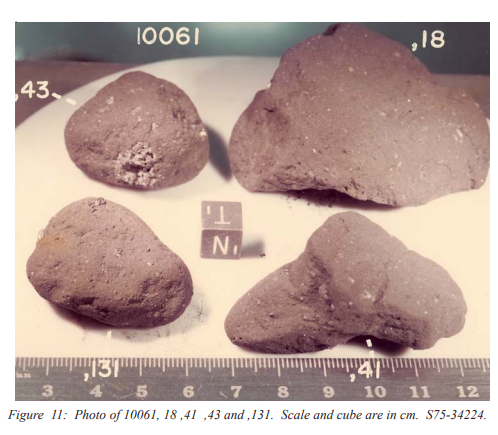 10061
,18
,43
T
N
,131
,41
3 4 5 6 7 8 9 10 11 12
Figure 11: Photo of 10061, 18 ,41 ,43 and ,131. Scale and cube are in cm. S75-34224.